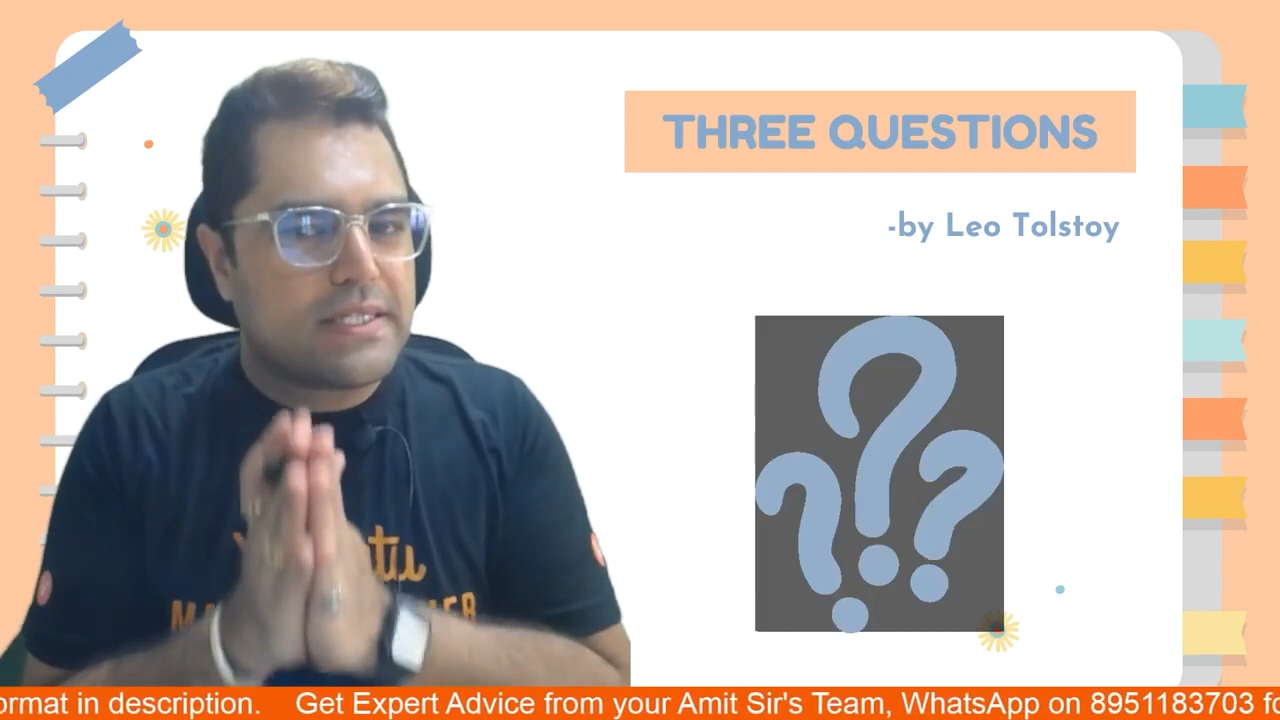 THREE QUESTIONS
-by Leo Tolstoy
ormat in description. Get Expert Advice from your Amit Sir's Team, WhatsApp on 8951183703 fo